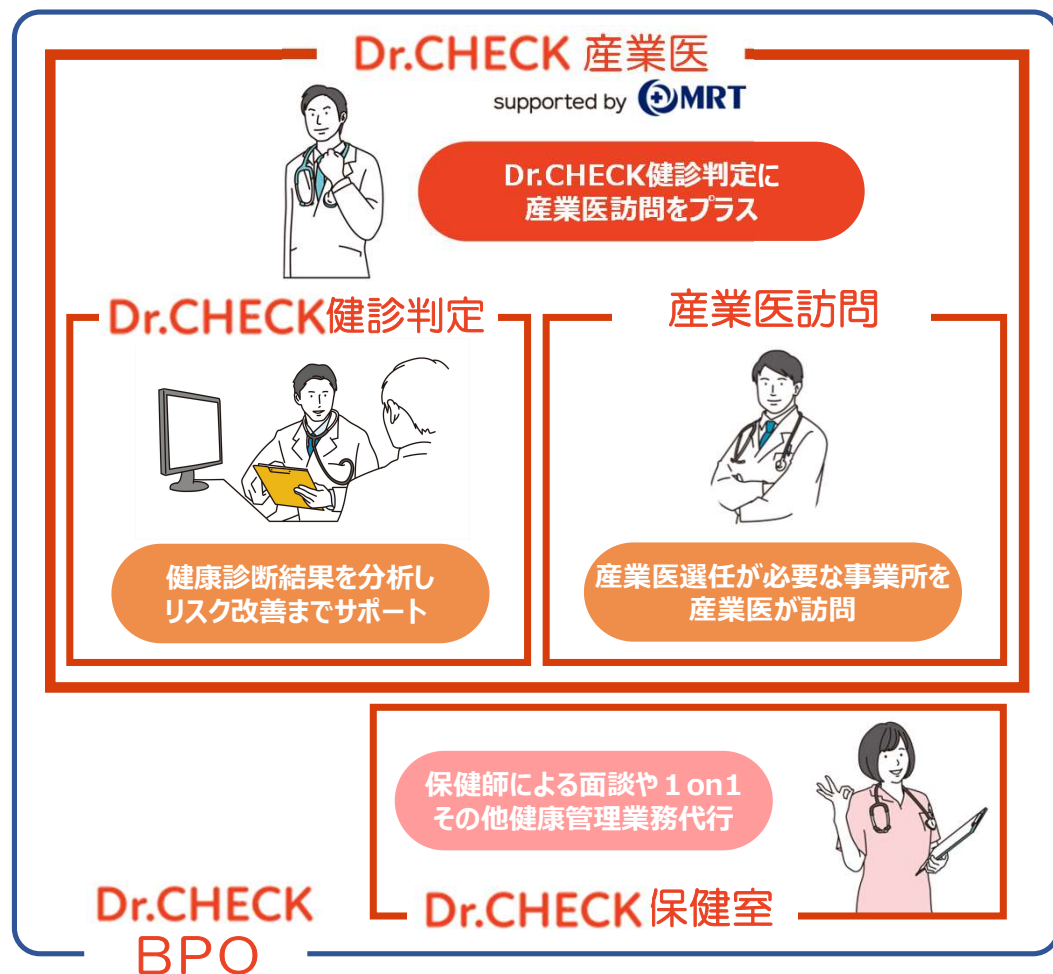 Dr.CHECK 産業医
supported by MRT
Dr.CHECK健診判定に
産業医訪問をプラス
Dr.CHECK健診判定
健康診断結果を分析し
リスク改善までサポート
産業医訪問
産業医選任が必要な事業所を
産業医が訪問
保健師による面談や1on1
その他健康管理業務代行
Dr.CHECK保健室
Dr.CHECK
BPO